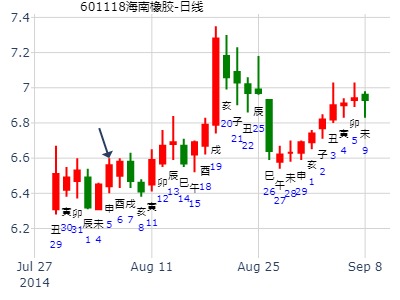 601118海南橡胶-日线
7.4
7.2
7
6.8
6.6
6.4
6.2
丑
29
寅
30
卯
31
辰
1
未
4
申
5
酉
6
戌
7
亥
8
寅
11
卯
12
辰
13
巳
14
午
15
酉
18
戌
19
亥
20
子
21
丑
22
辰
25
巳
26
午
27
未
28
申
29
亥
1
子
2
丑
3
寅
4
卯
5
未
9
Jul 27
2014
Aug 11
Aug 25
Sep 8